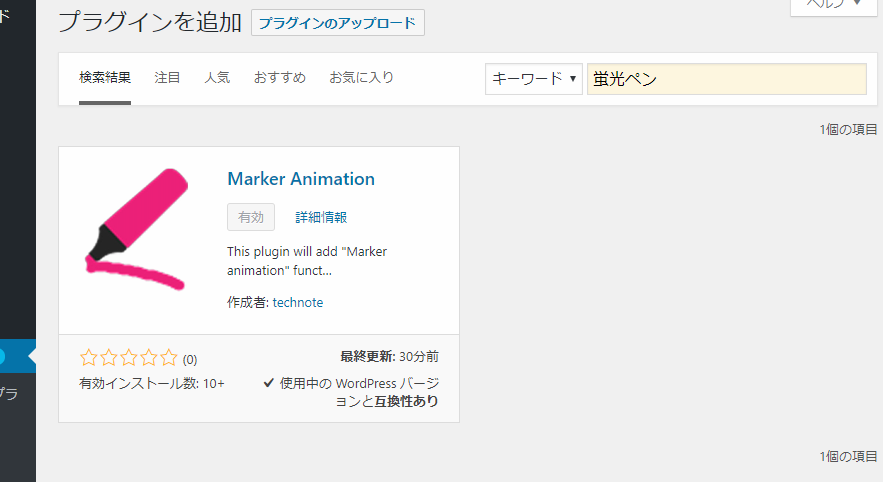 ド
プラグインを追加 プラグインのアップロード
ヘルプ ▼
検索結果 注目 人気 おすすめ お気に入り キーワード ▼ 蛍光ペン
1個の項目
Marker Animation
有効 詳細情報
This plugin will add "Marker
animation" funct...
作成者: technote
(0)
最終更新: 30分前
有効インストール数: 10+
使用中の WordPress バージ
ョンと互換性あり
プラ
1個の項目